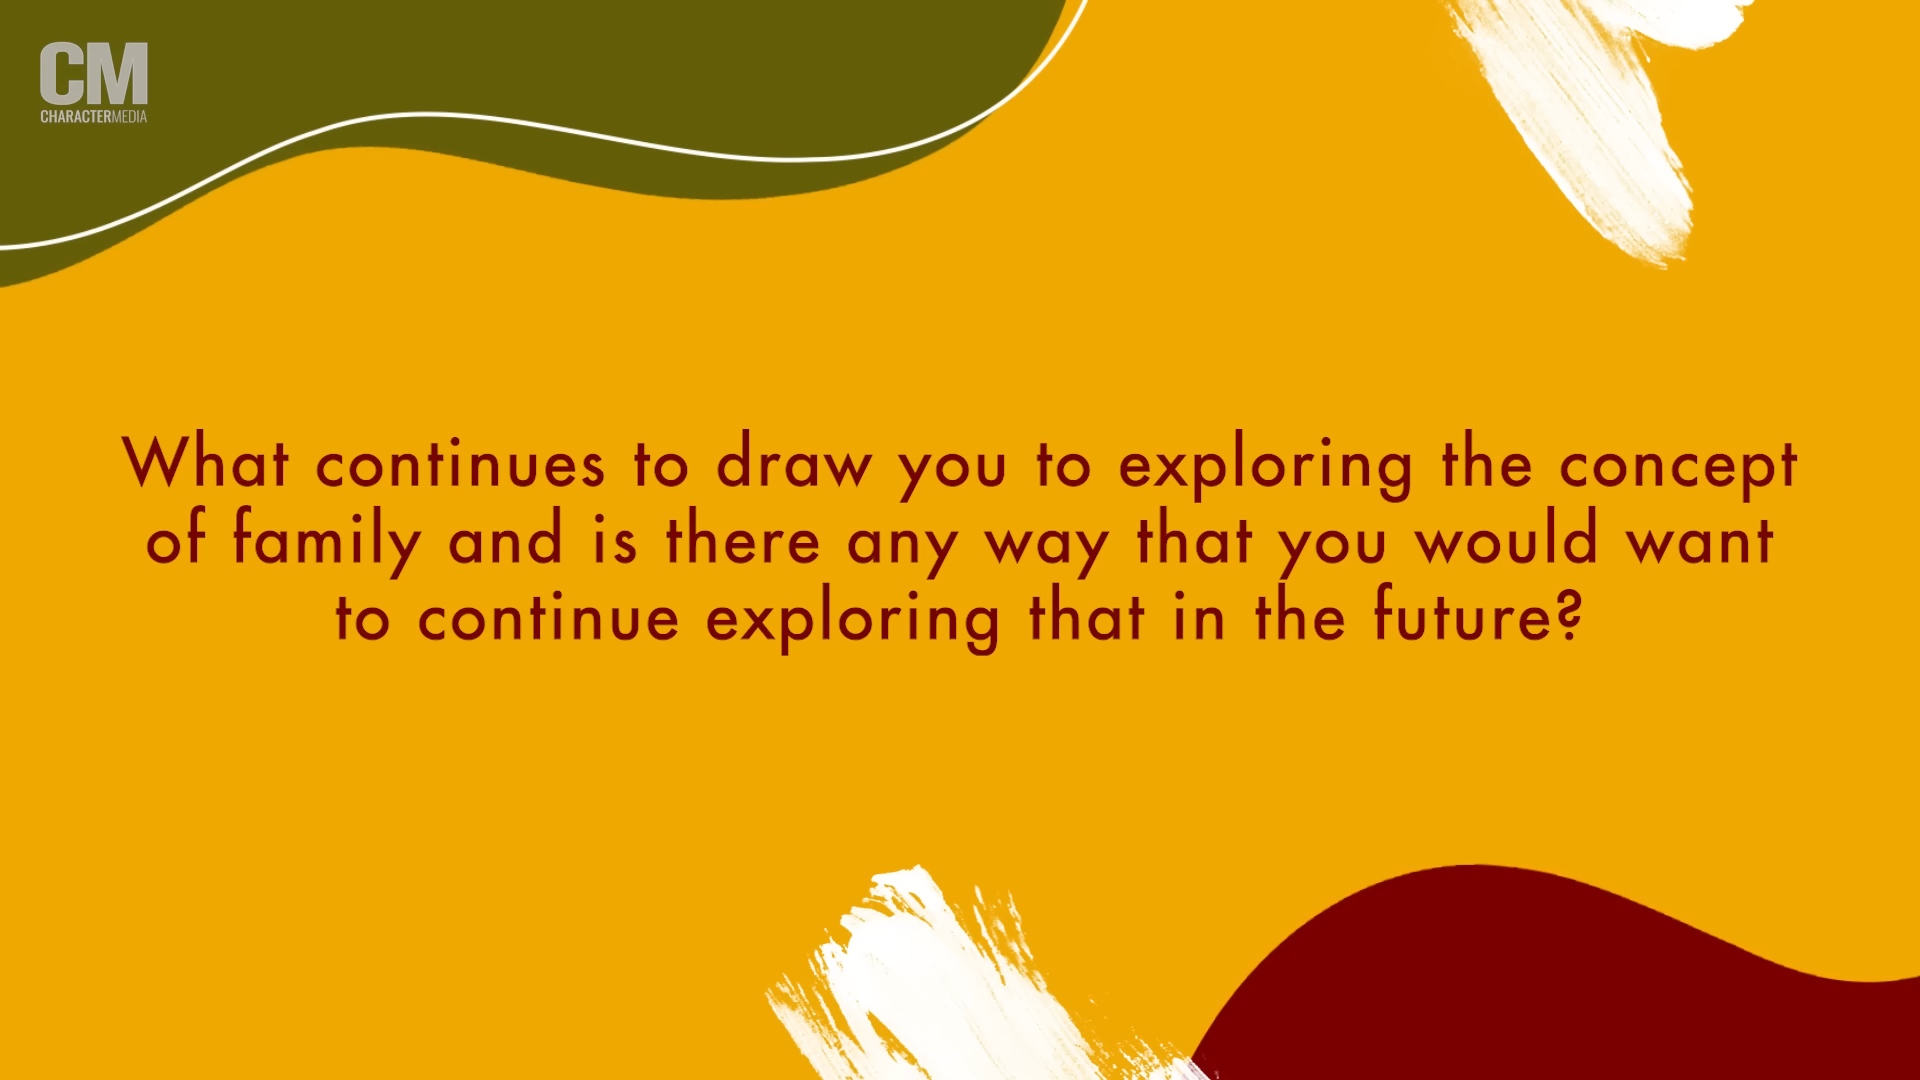 CM
CHARACTERMEDIA
What continues to draw you to exploring the concept
of family and is there any way that you would want
to continue exploring that in the future?